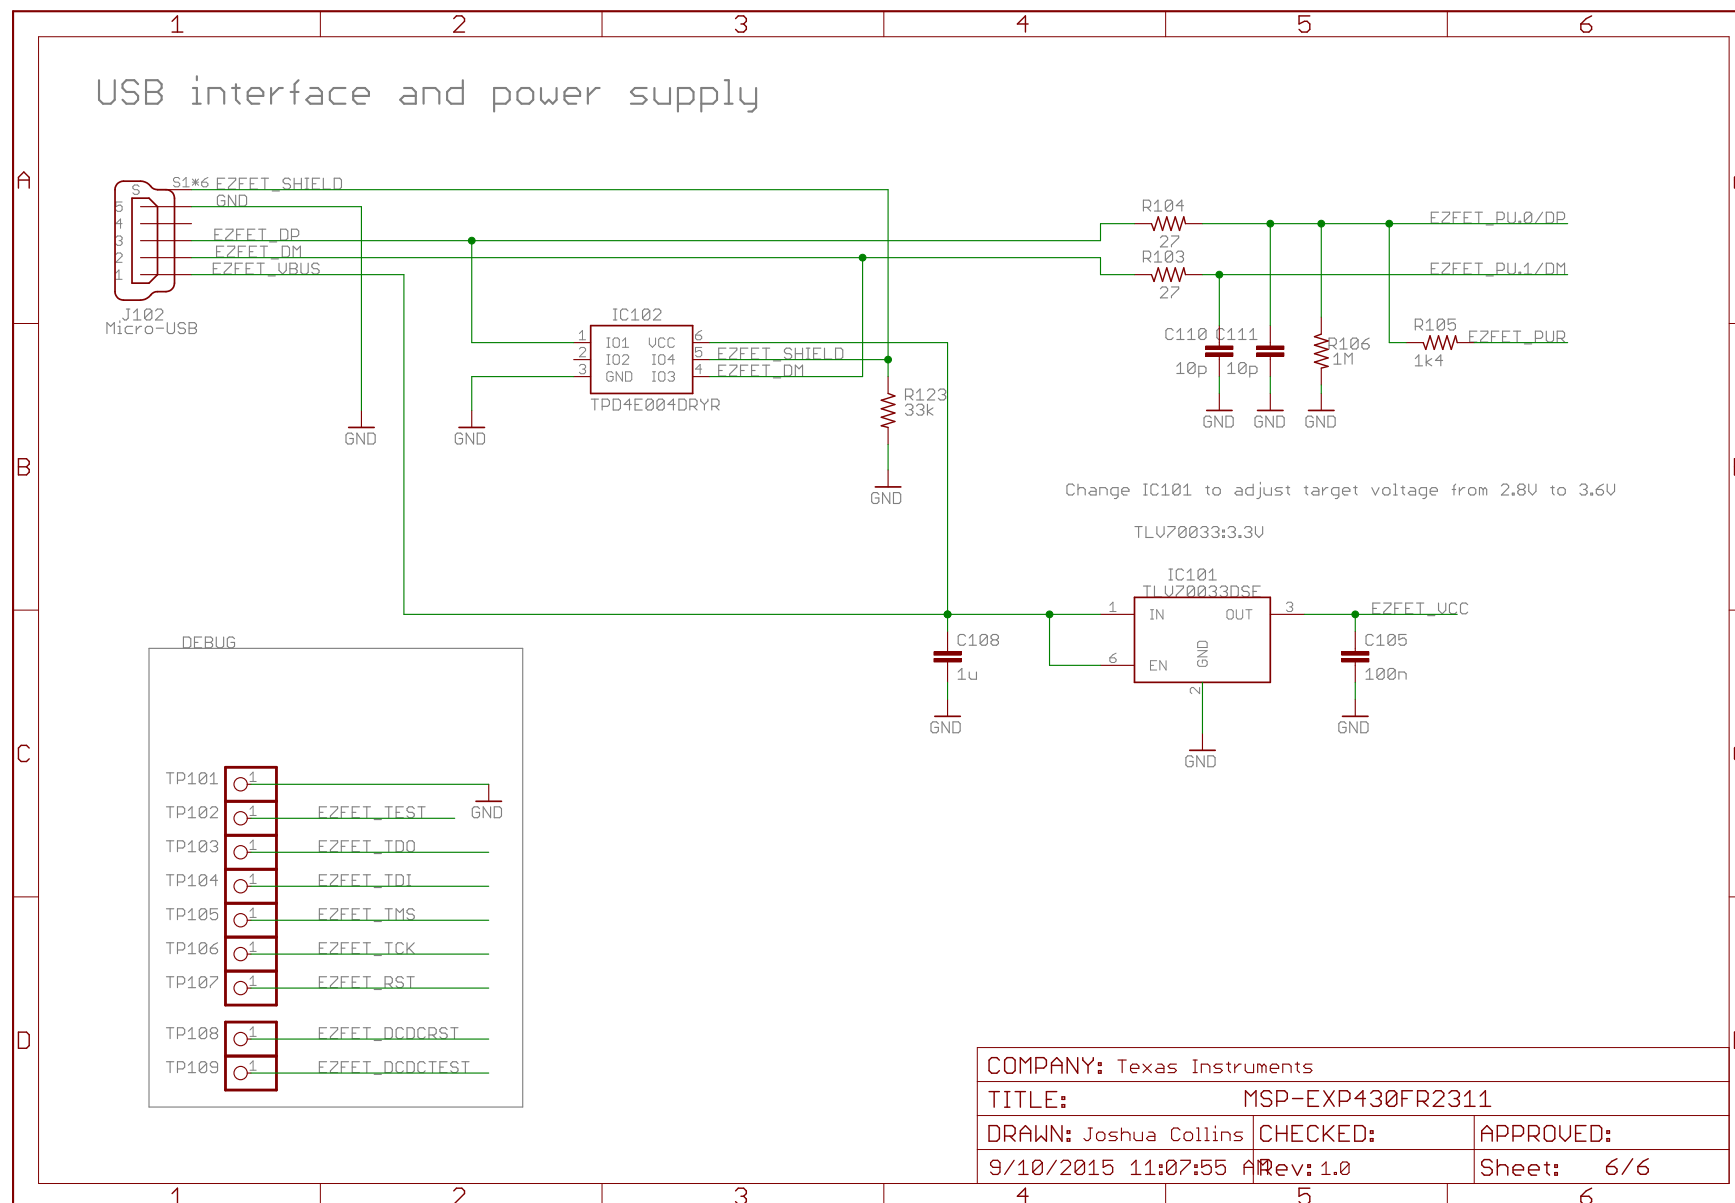 1 2 3 4 5 6
USB interface and power supply
A
S S1*6 EZFET_SHIELD
5 GND
4
3 EZFET_DP
2 EZFET_DM
1 EZFET_VBUS
J102
Micro-USB
R104
27
EZFET_PU.0/DP
R103
27
EZFET_PU.1/DM
IC102
1 IO1 VCC 6
2 IO2 IO4 5 EZFET_SHIELD
3 GND IO3 4 EZFET_DM
TPD4E004DRYR
C110 C111
10p 10p
R106
1M
R105
1k4
EZFET_PUR
GND GND GND
R123
33k
GND GND
B
GND
Change IC101 to adjust target voltage from 2.8V to 3.6V
TLV70033:3.3V
IC101
TLV70033DSE
1 IN OUT 3 EZFET_VCC
6 EN GND
2
C108
1u
C105
100n
GND GND
GND
DEBUG
C
TP101 1
GND
TP102 1 EZFET_TEST
TP103 1 EZFET_TDO
TP104 1 EZFET_TDI
TP105 1 EZFET_TMS
TP106 1 EZFET_TCK
TP107 1 EZFET_RST
D
TP108 1 EZFET_DCDCRST
TP109 1 EZFET_DCDCTEST
COMPANY: Texas Instruments
TITLE: MSP-EXP430FR2311
DRAWN: Joshua Collins CHECKED: APPROVED:
9/10/2015 11:07:55 AM Rev: 1.0 Sheet: 6/6
1 2 3 4 5 6